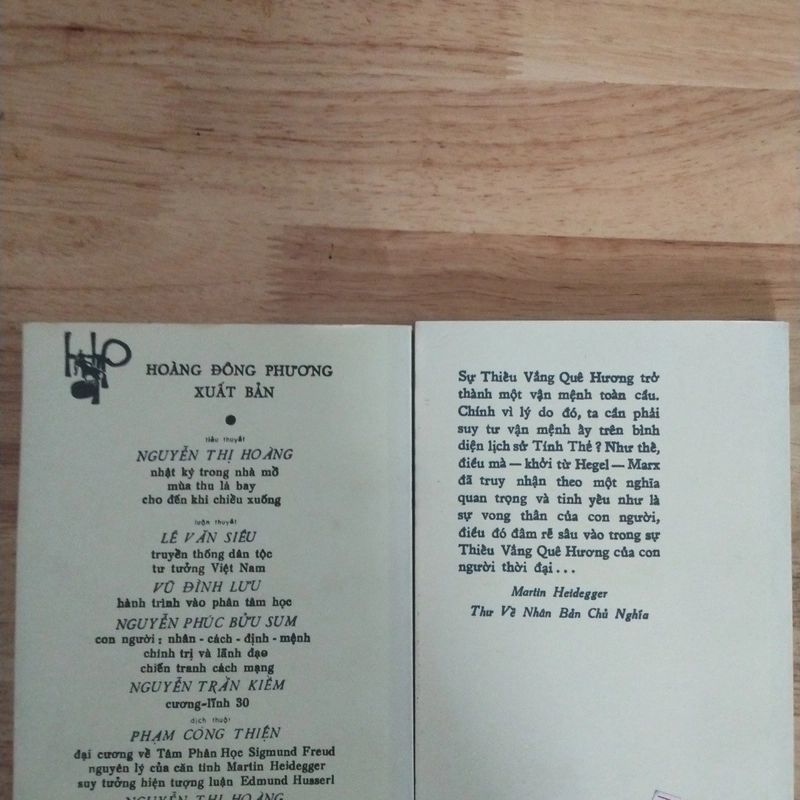 HOÀNG ĐÔNG PHƯƠNG
XUẤT BẢN
tiểu thuyết
NGUYỄN THỊ HOÀNG
nhật ký trong nhà mồ
mùa thu lá bay
cho đến khi chiều xuống
luận thuyết
LÊ VĂN SIÊU
truyền thống dân tộc
tư tưởng Việt Nam
VŨ ĐÌNH LƯU
hành trình vào phân tâm học
NGUYỄN PHÚC BỬU SUM
con người : nhân - cách - định - mệnh
chính trị và lãnh đạo
chiến tranh cách mạng
NGUYỄN TRẦN KIÊM
cương-lĩnh 30
dịch thuật
PHẠM CÔNG THIỆN
đại cương về Tâm Phân Học Sigmund Freud
nguyên lý của căn tính Martin Heidegger
suy tưởng hiện tượng luận Edmund Husserl
NGUYỄN THỊ HOÀNG
Sự Thiếu Vắng Quê Hương trở
thành một vận mệnh toàn cầu.
Chính vì lý do đó, ta cần phải
suy tư vận mệnh ấy trên bình
diện lịch sử Tính Thể ? Như thế,
điều mà — khởi từ Hegel — Marx
đã truy nhận theo một nghĩa
quan trọng và tinh yếu như là
sự vong thân của con người,
điều đó đâm rễ sâu vào trong sự
Thiếu Vắng Quê Hương của con
người thời đại . . .
Martin Heidegger
Thư Về Nhân Bản Chủ Nghĩa